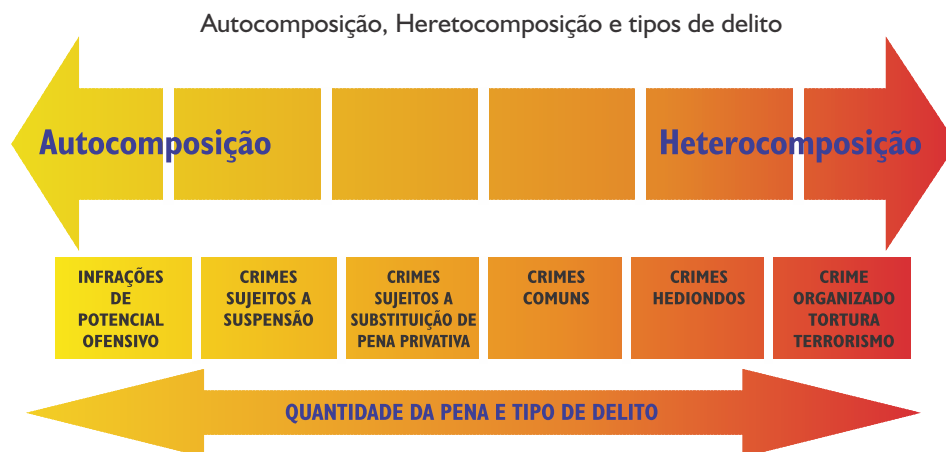 Autocomposição, Heretocomposição e tipos de delito
Autocomposição
Heterocomposição
INFRAÇÕES
DE
POTENCIAL
OFENSIVO
CRIMES
SUJEITOS A
SUSPENSÃO
CRIMES
SUJEITOS A
SUBSTITUIÇÃO DE
PENA PRIVATIVA
CRIMES
COMUNS
CRIMES
HEDIONDOS
CRIME
ORGANIZADO
TORTURA
TERRORISMO
QUANTIDADE DA PENA E TIPO DE DELITO